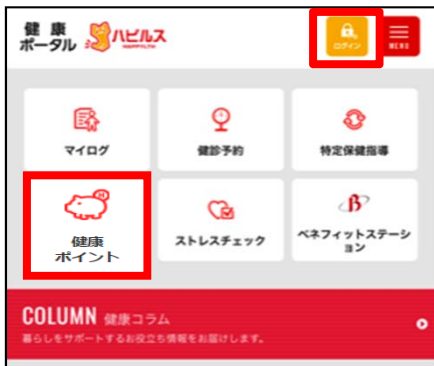 健康
ポータル
ハピルス
HAPPYLTH
ログイン
MENU
マイログ
健診予約
特定保健指導
健康
ポイント
ストレスチェック
ベネフィットステーシ
ョン
COLUMN 健康コラム
暮らしをサポートするお役立ち情報をお届けします。